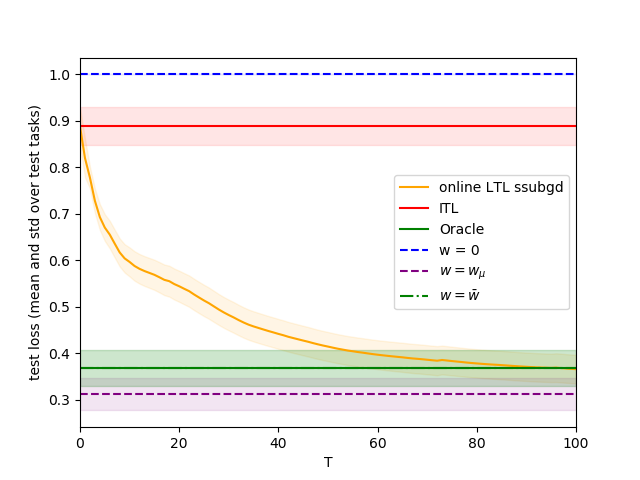 1.0
0.9
0.8
0.7
0.6
0.5
0.4
0.3
test loss (mean and std over test tasks)
online LTL ssubgd
ITL
Oracle
w = 0
w = w_μ
w = w̄
0 20 40 60 80 100
T